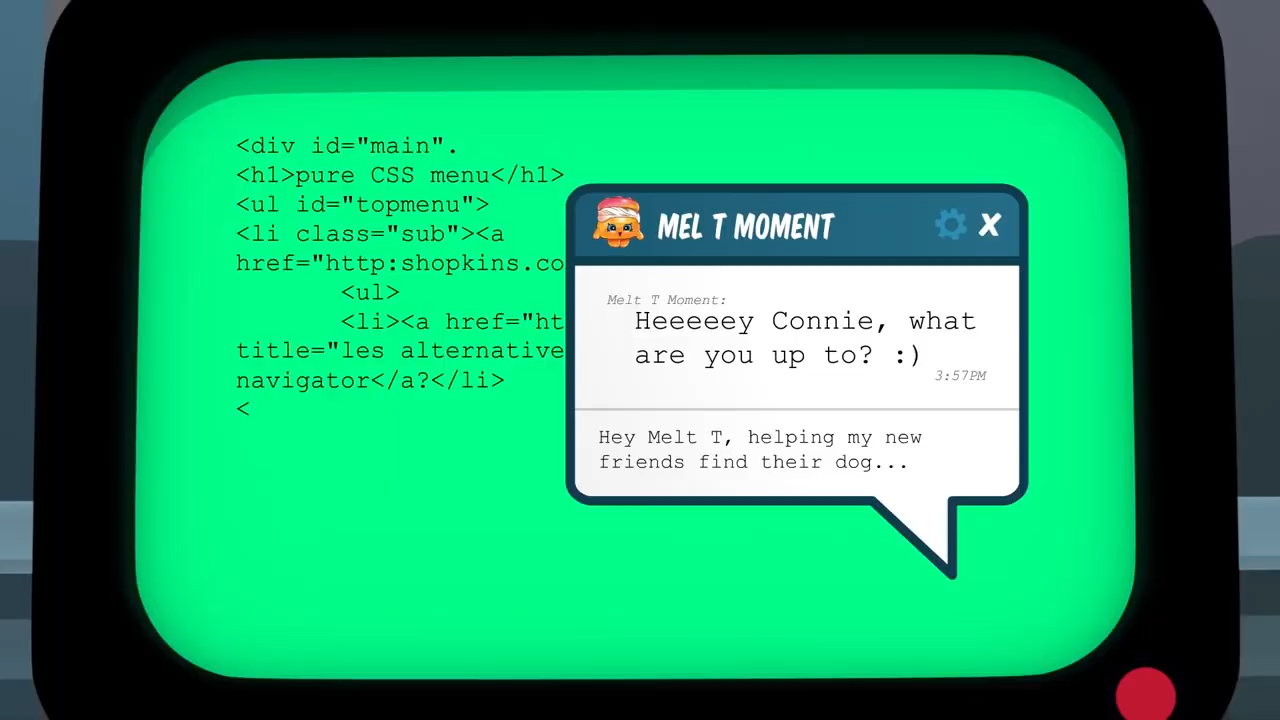 <div id="main".
<h1>pure CSS menu</h1>
<ul id="topmenu">
<li class="sub"><a
href="http:shopkins.co
<ul>
<li><a href="ht
title="les alternative
navigator</a?</li>
<
MEL T MOMENT X
Melt T Moment:
Heeeeey Connie, what
are you up to? :)
3:57PM
Hey Melt T, helping my new
friends find their dog...